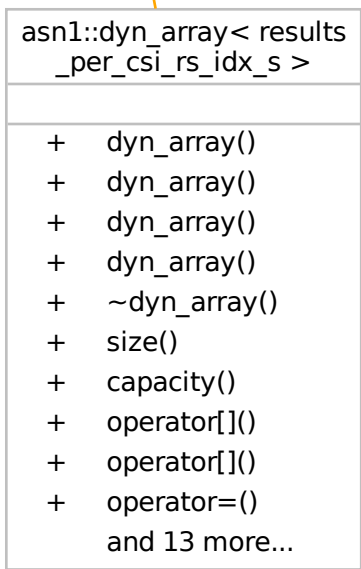 asn1::dyn_array< results
_per_csi_rs_idx_s >
+ dyn_array()
+ dyn_array()
+ dyn_array()
+ dyn_array()
+ ~dyn_array()
+ size()
+ capacity()
+ operator[]()
+ operator[]()
+ operator=()
and 13 more...